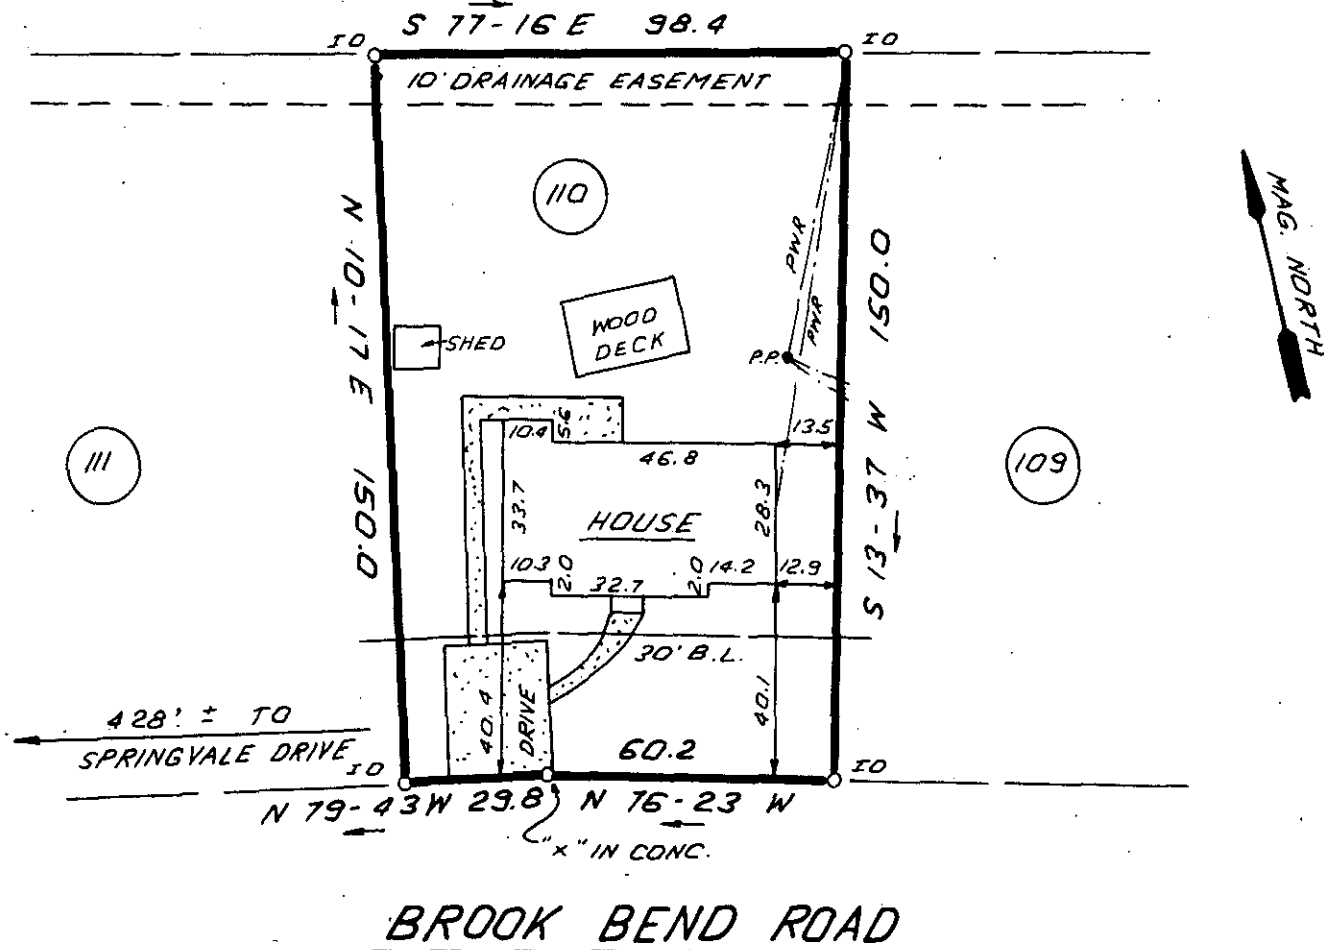 S 77-16 E 98.4
IO
IO
10' DRAINAGE EASEMENT
110
MAG. NORTH
N 10-17 E 150.0
S 13-37 W 150.0
PWR
PWR
WOOD
DECK
SHED
P.P.
111
109
10.4
5.6
13.5
46.8
33.7
28.3
HOUSE
10.3
2.0
32.7
2.0
14.2
12.9
30' B.L.
40.4
DRIVE
40.1
428' ± TO
SPRINGVALE DRIVE
60.2
IO
IO
N 79-43 W 29.8
N 76-23 W
"X" IN CONC.
BROOK BEND ROAD